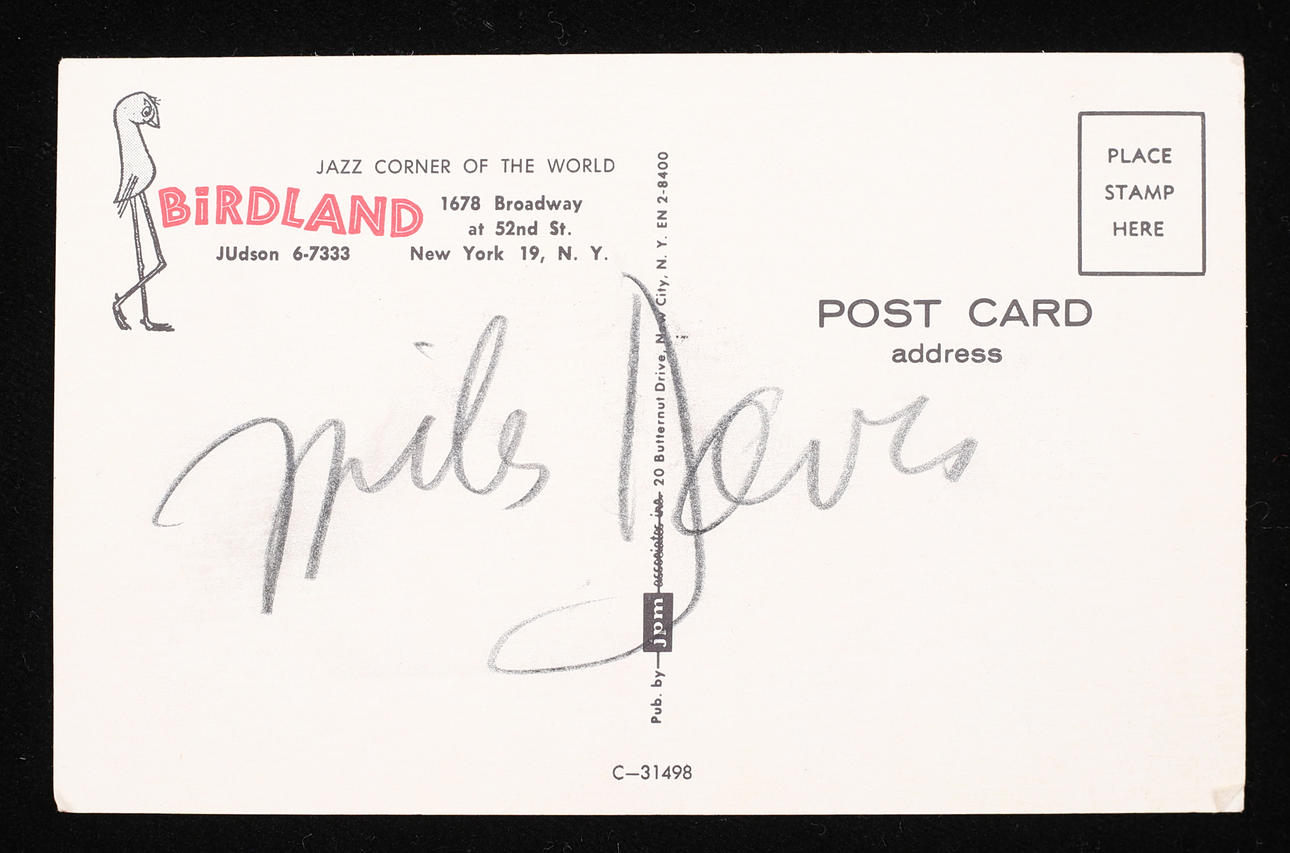 JAZZ CORNER OF THE WORLD
BiRDLAND
1678 Broadway
at 52nd St.
JUdson 6-7333 New York 19, N. Y.
PLACE
STAMP
HERE
POST CARD
address
miles Davis
Pub. by jpm associates inc. 20 Butternut Drive, New City, N. Y. EN 2-8400
C—31498